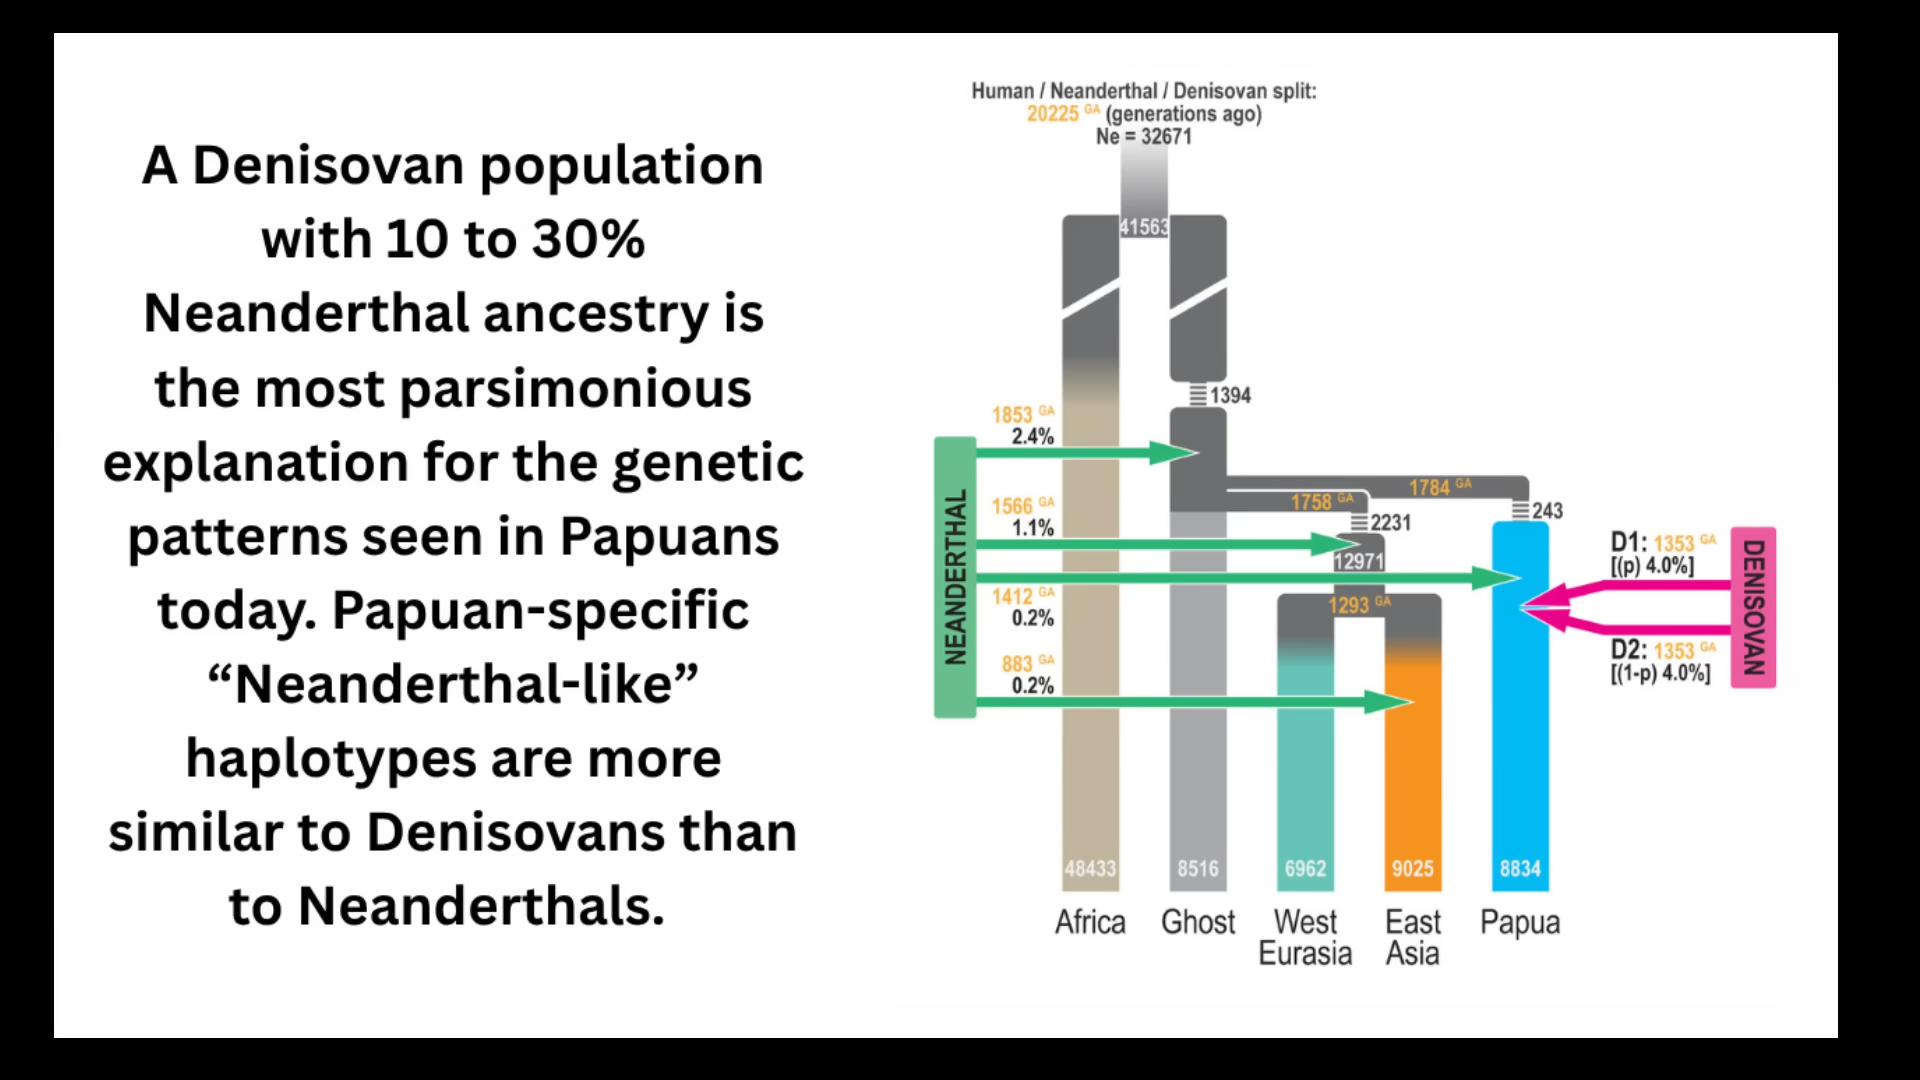 A Denisovan population
with 10 to 30%
Neanderthal ancestry is
the most parsimonious
explanation for the genetic
patterns seen in Papuans
today. Papuan-specific
“Neanderthal-like”
haplotypes are more
similar to Denisovans than
to Neanderthals.
Human / Neanderthal / Denisovan split:
20225 GA (generations ago)
Ne = 32671
41563
1394
1853 GA
2.4%
1784 GA
1758 GA
243
2231
1566 GA
1.1%
12971
1412 GA
0.2%
1293 GA
883 GA
0.2%
NEANDERTHAL
D1: 1353 GA
[(p) 4.0%]
D2: 1353 GA
[(1-p) 4.0%]
DENISOVAN
48433
8516
6962
9025
8834
Africa
Ghost
West
Eurasia
East
Asia
Papua